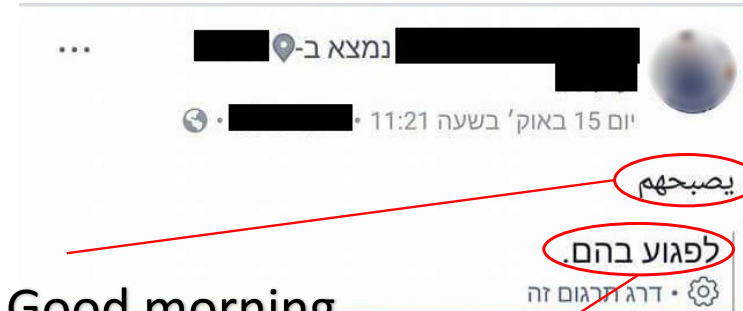 נמצא ב-
יום 15 באוק׳ בשעה 11:21 · ·
يصبحهم
לפגוע בהם.
דרג תרגום זה ·
Good morning